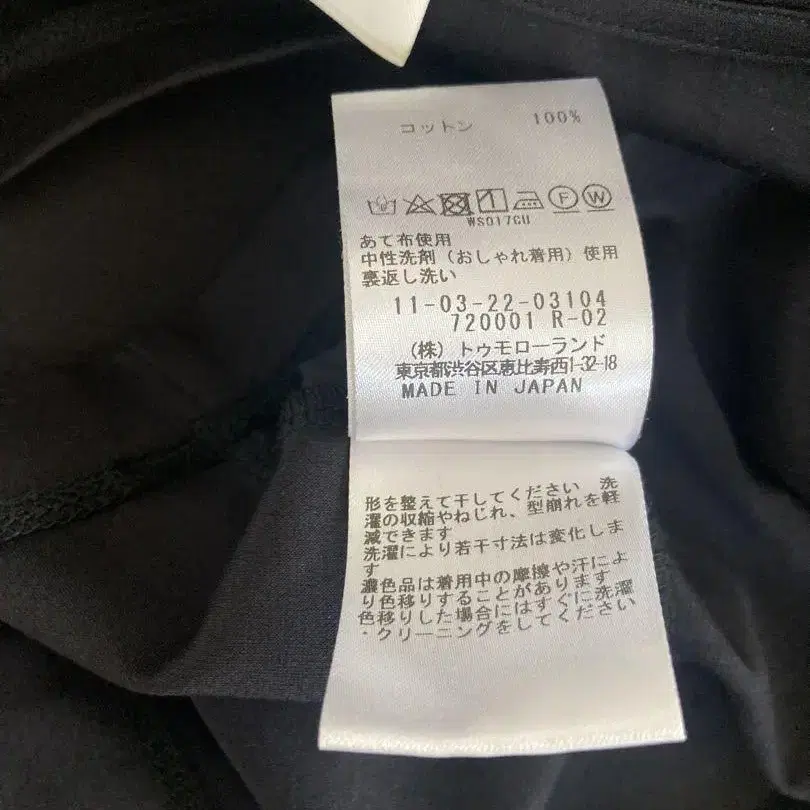 コットン 100%
F W
WS017CU
あて布使用
中性洗剤（おしゃれ着用）使用
裏返し洗い
11-03-22-03104
720001 R-02
（株）トゥモローランド
東京都渋谷区恵比寿西1-32-18
MADE IN JAPAN
形を整えて干してください 洗
濯の収縮やねじれ、型崩れを軽
減できます
洗濯により若干寸法は変化しま
す
濃色品は着用中の摩擦や汗によ
り色移りすることがあります
色移りした場合にはすぐに洗濯
・クリーニングをしてください